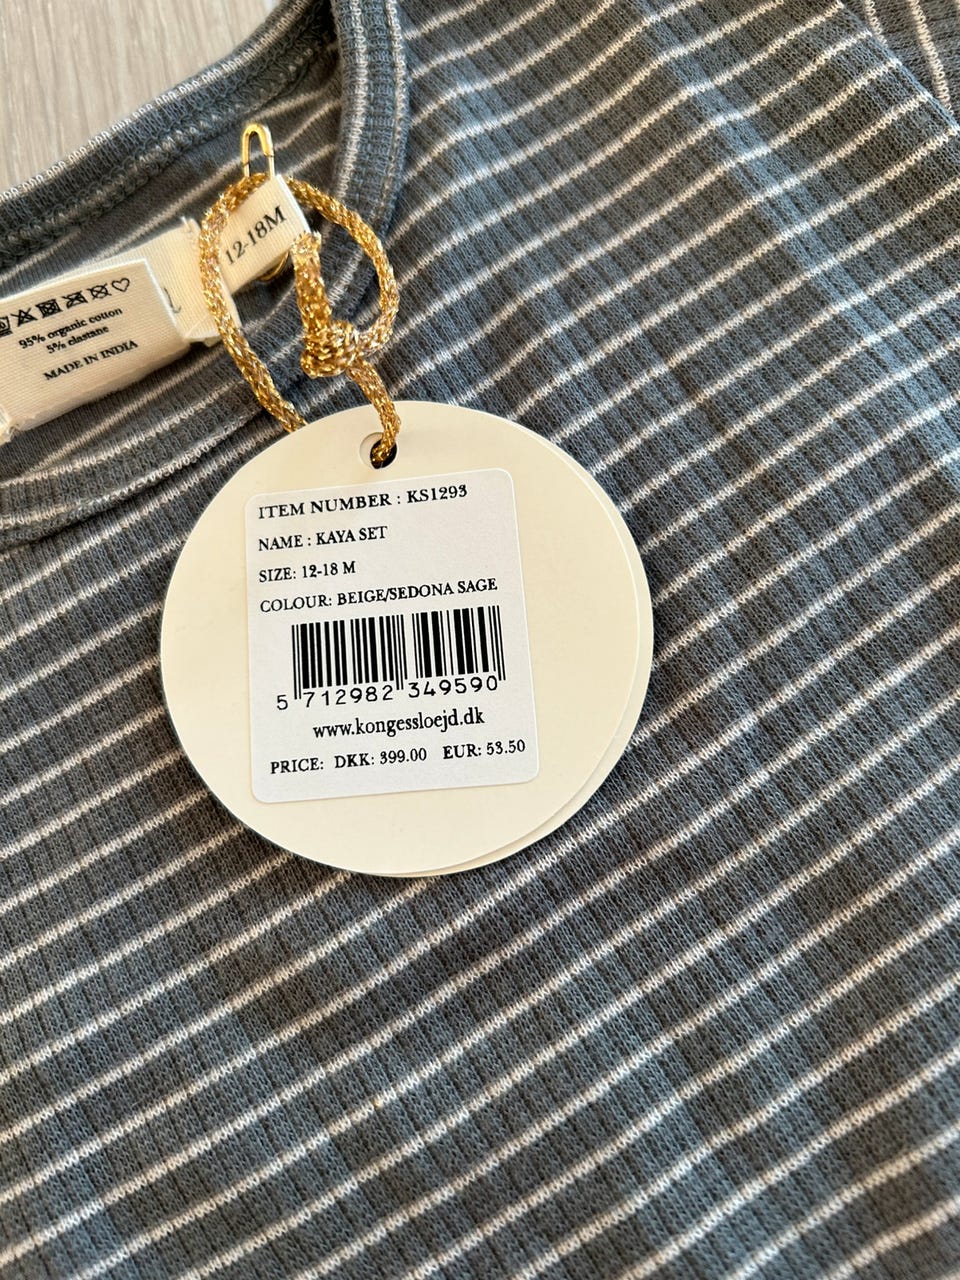 12-18M
95% organic cotton
5% elastane
MADE IN INDIA
ITEM NUMBER : KS1293
NAME : KAYA SET
SIZE: 12-18 M
COLOUR: BEIGE/SEDONA SAGE
5 712982 349590
www.kongessloejd.dk
PRICE: DKK: 399.00 EUR: 53.50